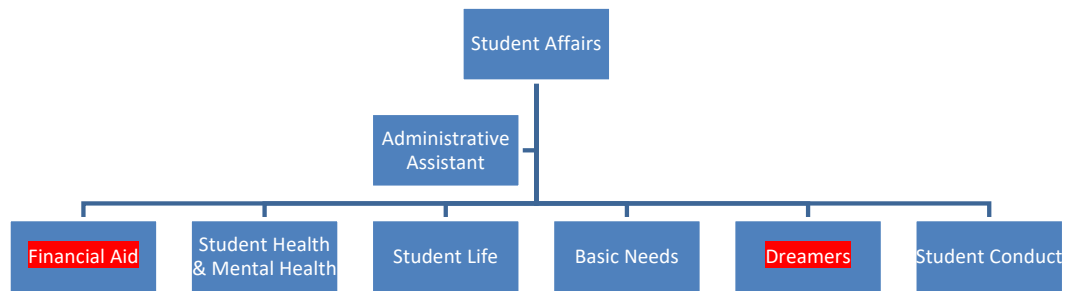 Student Affairs
Administrative
Assistant
Financial Aid
Student Health
& Mental Health
Student Life
Basic Needs
Dreamers
Student Conduct